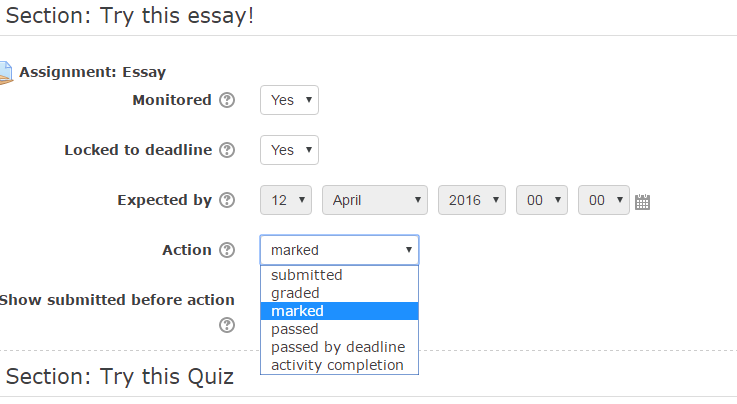 Section: Try this essay!
Assignment: Essay
Monitored ? Yes
Locked to deadline ? Yes
Expected by ? 12 April 2016 00 00
Action ? marked
submitted
graded
Show submitted before action
marked
?
passed
passed by deadline
activity completion
Section: Try this Quiz